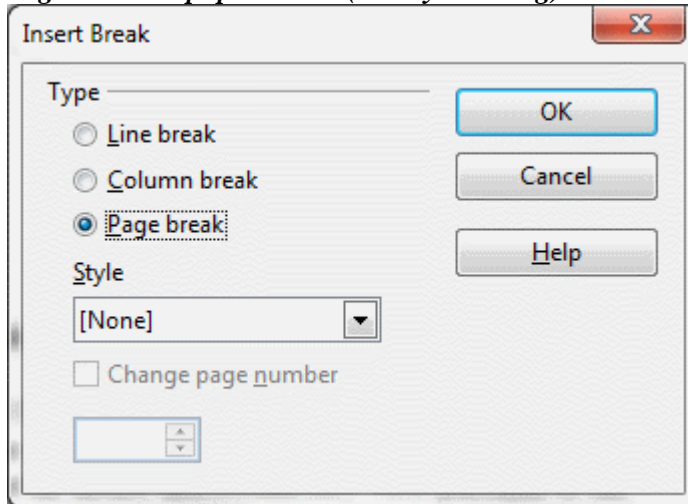 Insert Break
Type
Line break
Column break
Page break
Style
[None]
Change page number
OK
Cancel
Help